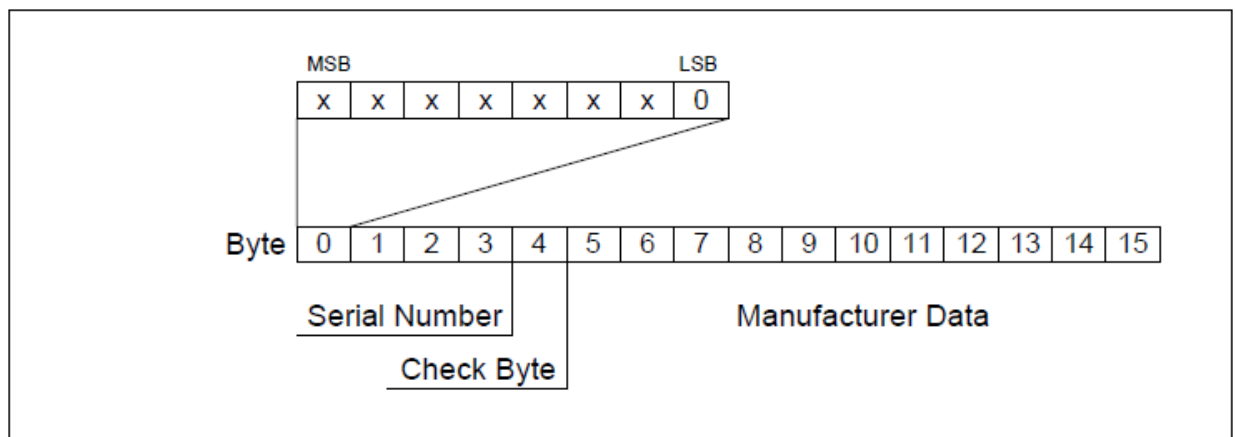 MSB LSB
x x x x x x x 0
Byte 0 1 2 3 4 5 6 7 8 9 10 11 12 13 14 15
Serial Number Manufacturer Data
Check Byte